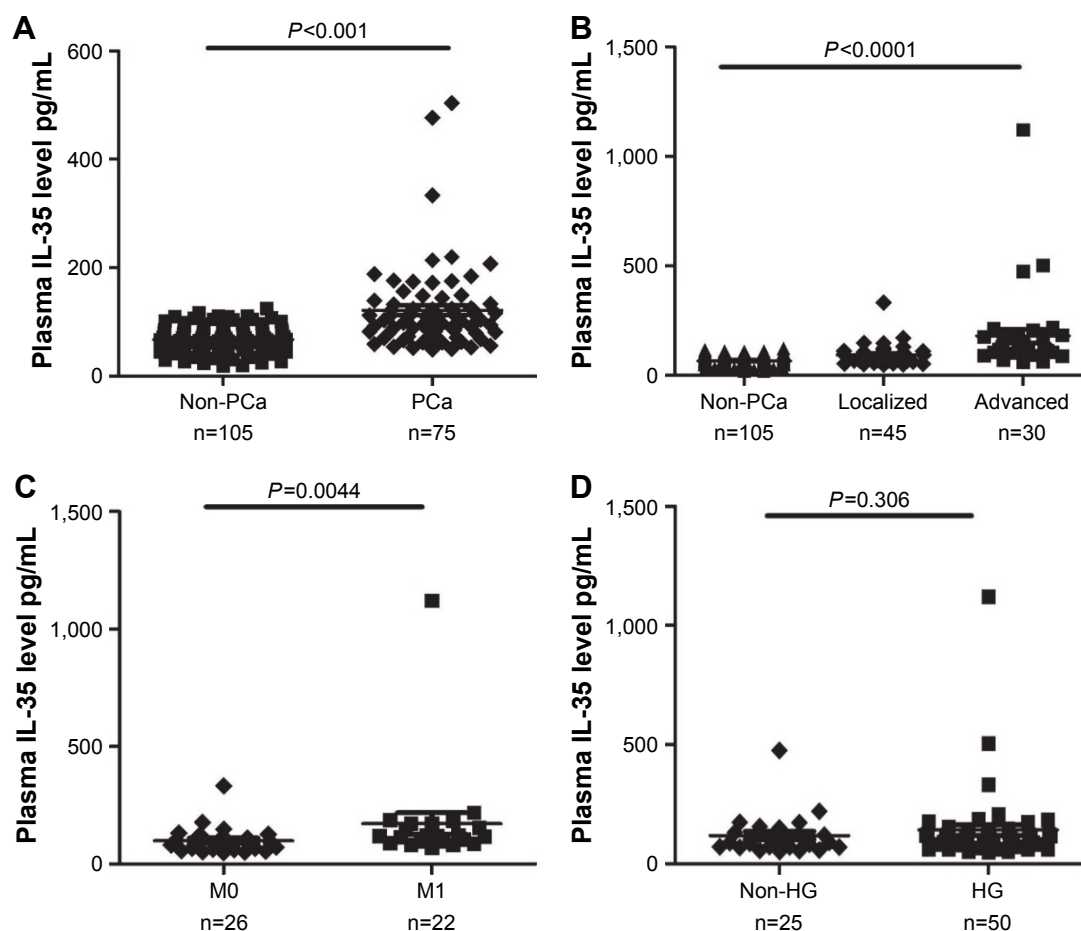 A
P<0.001
Plasma IL-35 level pg/mL
600
400
200
0
Non-PCa
PCa
n=105
n=75
B
P<0.0001
Plasma IL-35 level pg/mL
1,500
1,000
500
0
Non-PCa
Localized
Advanced
n=105
n=45
n=30
C
P=0.0044
Plasma IL-35 level pg/mL
1,500
1,000
500
0
M0
M1
n=26
n=22
D
P=0.306
Plasma IL-35 level pg/mL
1,500
1,000
500
0
Non-HG
HG
n=25
n=50